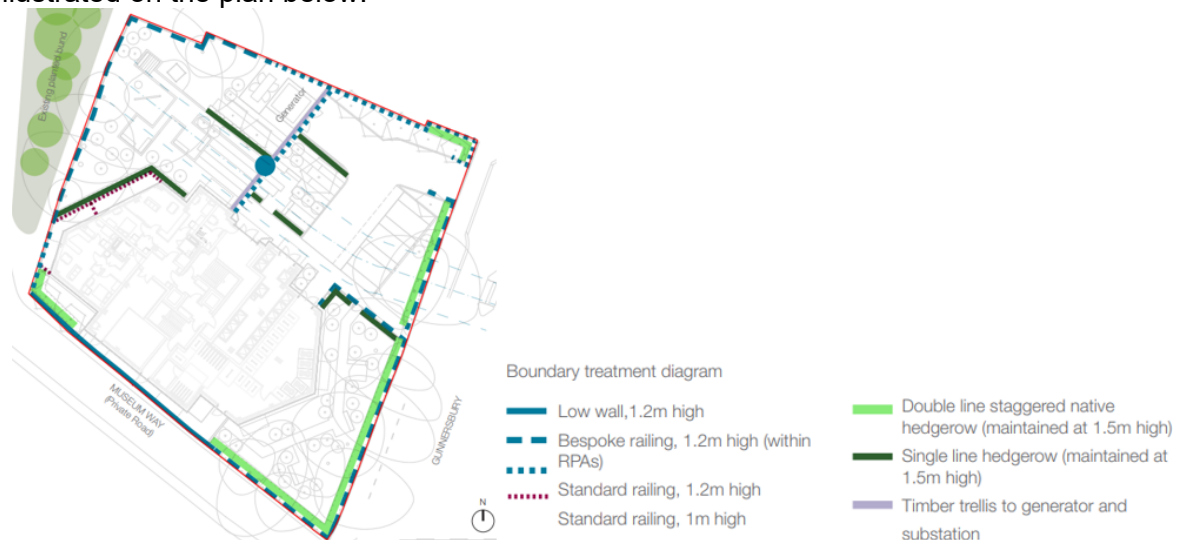 illustrated on the plan below.
Existing planted bund
Generator
MUSEUM WAY
(Private Road)
GUNNERSBURY
N
Boundary treatment diagram
Low wall,1.2m high
Bespoke railing, 1.2m high (within
RPAs)
Standard railing, 1.2m high
Standard railing, 1m high
Double line staggered native
hedgerow (maintained at 1.5m high)
Single line hedgerow (maintained at
1.5m high)
Timber trellis to generator and
substation